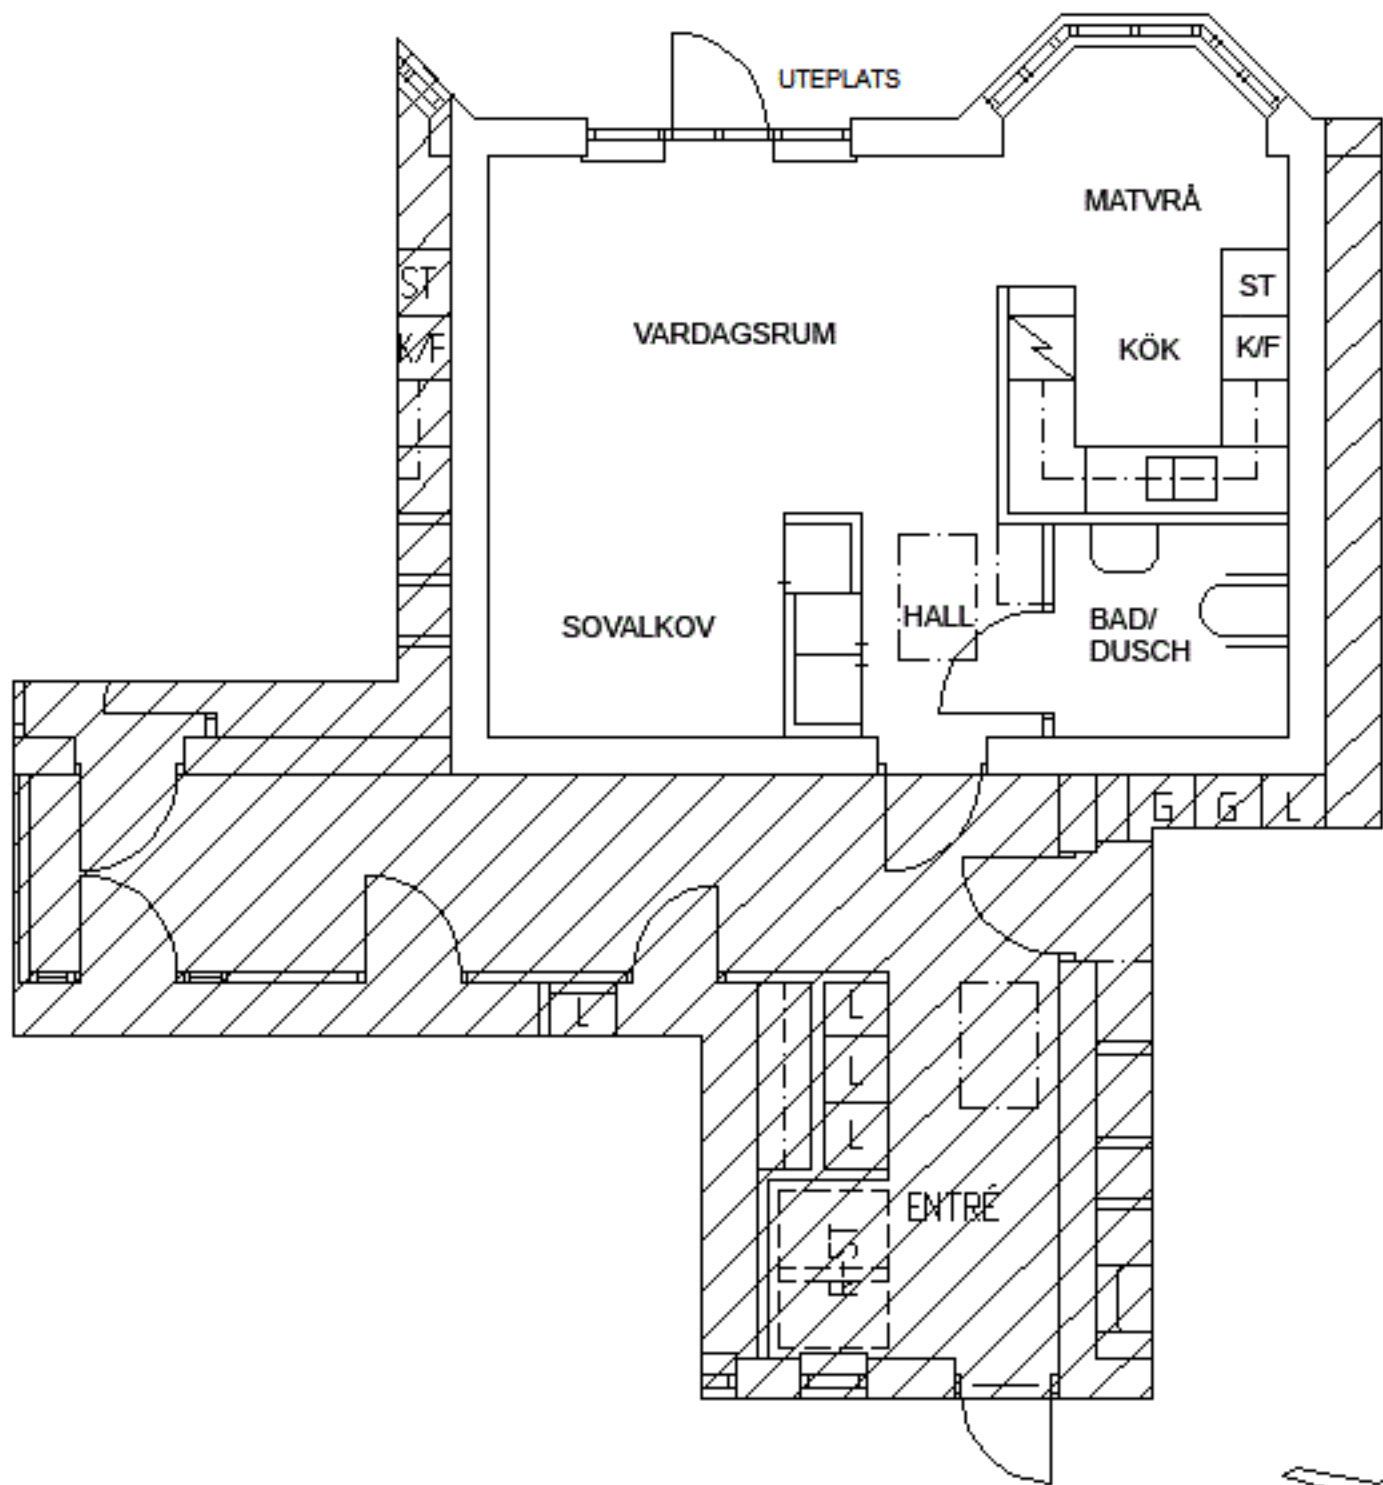 UTEPLATS
MATVRÅ
ST
ST
VARDAGSRUM
KÖK
K/F
K/F
HALL
SOVALKOV
BAD/
DUSCH
G G L
L
L
L
L
ENTRÉ